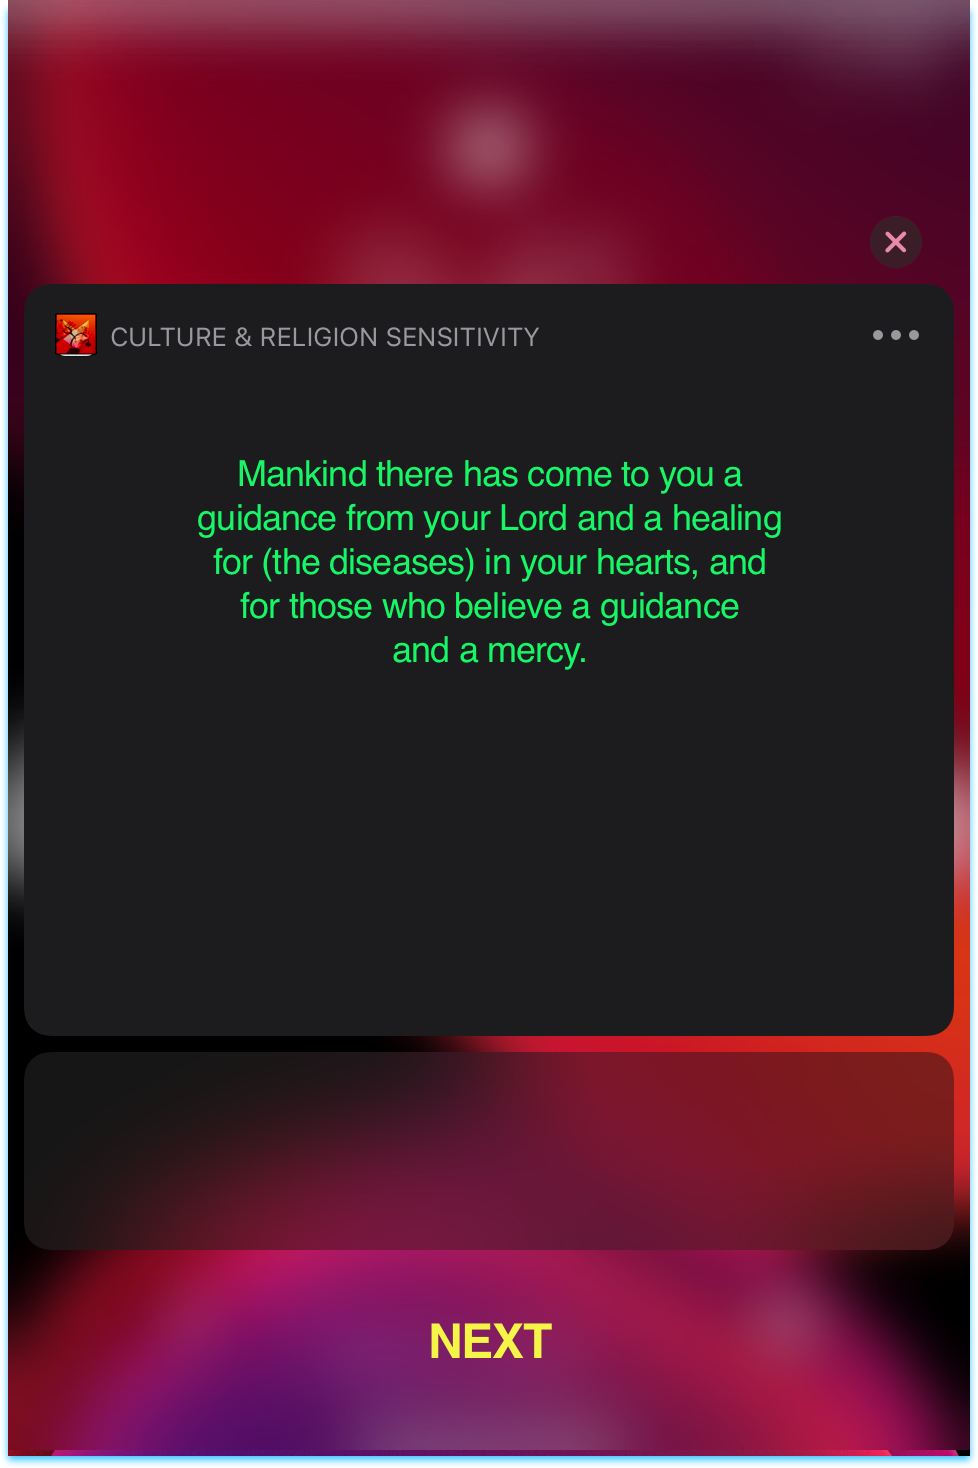 CULTURE & RELIGION SENSITIVITY
Mankind there has come to you a
guidance from your Lord and a healing
for (the diseases) in your hearts, and
for those who believe a guidance
and a mercy.
NEXT